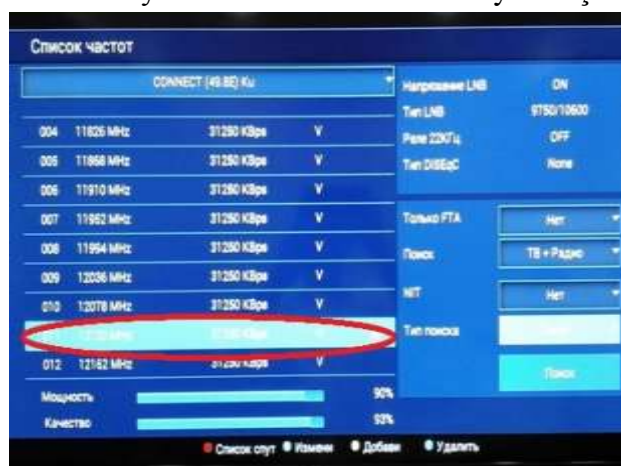 Список частот
CONNECT (49.8E) Ku
004 11826 MHz 31250 KBps V
005 11868 MHz 31250 KBps V
006 11910 MHz 31250 KBps V
007 11952 MHz 31250 KBps V
008 11994 MHz 31250 KBps V
009 12036 MHz 31250 KBps V
010 12078 MHz 31250 KBps V
012 12162 MHz 31250 KBps V
Мощность 90%
Качество 93%
Напряжение LNB ON
Тип LNB 9750/10600
Реле 22КГц OFF
Тип DISEqC None
Только FTA Нет
Поиск ТВ + Радио
NIT Нет
Тип поиска
Поиск
Список спут Измени Добави Удалить